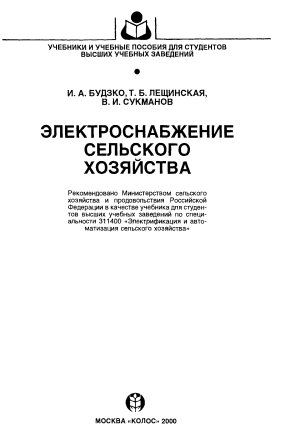 УЧЕБНИКИ И УЧЕБНЫЕ ПОСОБИЯ ДЛЯ СТУДЕНТОВ
ВЫСШИХ УЧЕБНЫХ ЗАВЕДЕНИЙ
И. А. БУДЗКО, Т. Б. ЛЕЩИНСКАЯ,
В. И. СУКМАНОВ
ЭЛЕКТРОСНАБЖЕНИЕ
СЕЛЬСКОГО
ХОЗЯЙСТВА
Рекомендовано Министерством сельского
хозяйства и продовольствия Российской
Федерации в качестве учебника для студен-
тов высших учебных заведений по специ-
альности 311400 «Электрификация и авто-
матизация сельского хозяйства»
МОСКВА «КОЛОС» 2000